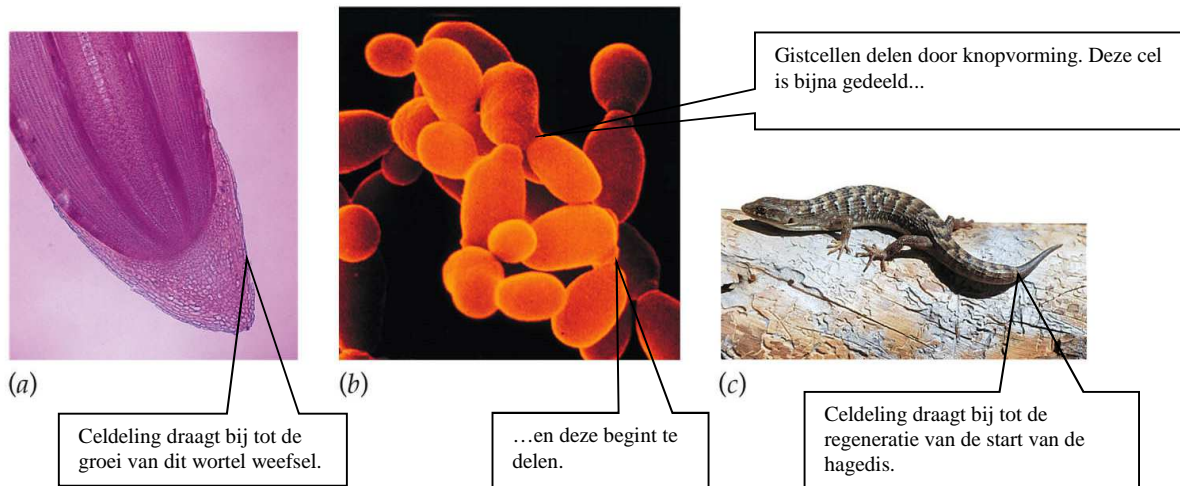 Gistcellen delen door knopvorming. Deze cel
is bijna gedeeld...
(a)
(b)
(c)
Celdeling draagt bij tot de
groei van dit wortel weefsel.
…en deze begint te
delen.
Celdeling draagt bij tot de
regeneratie van de start van de
hagedis.